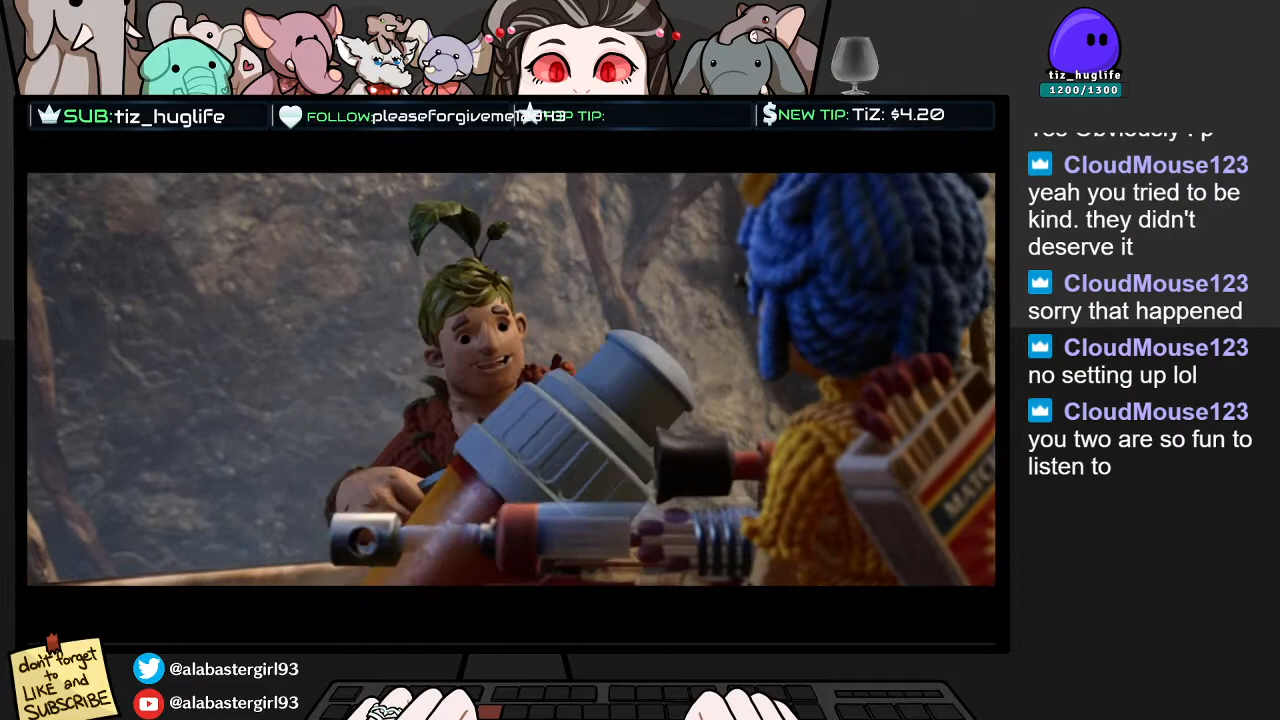 tiz_huglife
1200/1300
SUB:tiz_huglife
FOLLOW:pleaseforgiveme
TIP:
NEW TIP: TiZ: $4.20
CloudMouse123
yeah you tried to be
kind. they didn't
deserve it
CloudMouse123
sorry that happened
CloudMouse123
no setting up lol
CloudMouse123
you two are so fun to
listen to
don't forget
to
LIKE and
SUBSCRIBE
@alabastergirl93
@alabastergirl93